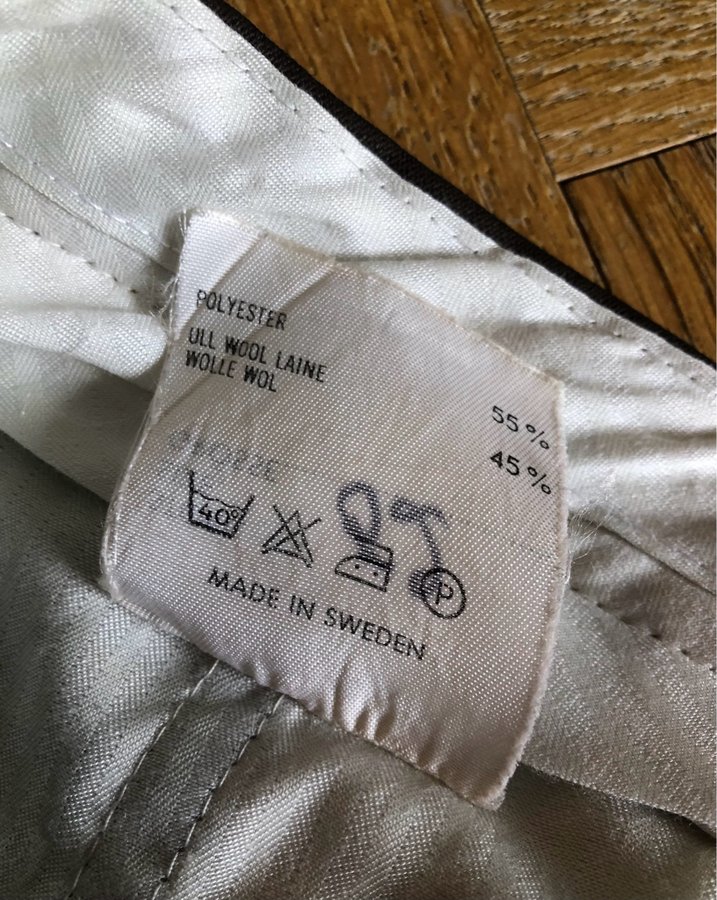 POLYESTER 55%
ULL WOOL LAINE 45%
WOLLE WOL
40°
P
MADE IN SWEDEN